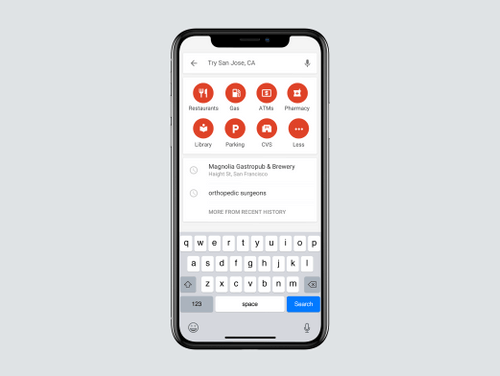 Try San Jose, CA
Restaurants Gas ATMs Pharmacy
P
Library Parking CVS Less
Magnolia Gastropub & Brewery
Haight St, San Francisco
orthopedic surgeons
MORE FROM RECENT HISTORY
q w e r t y u i o p
a s d f g h j k l
z x c v b n m
123 space Search